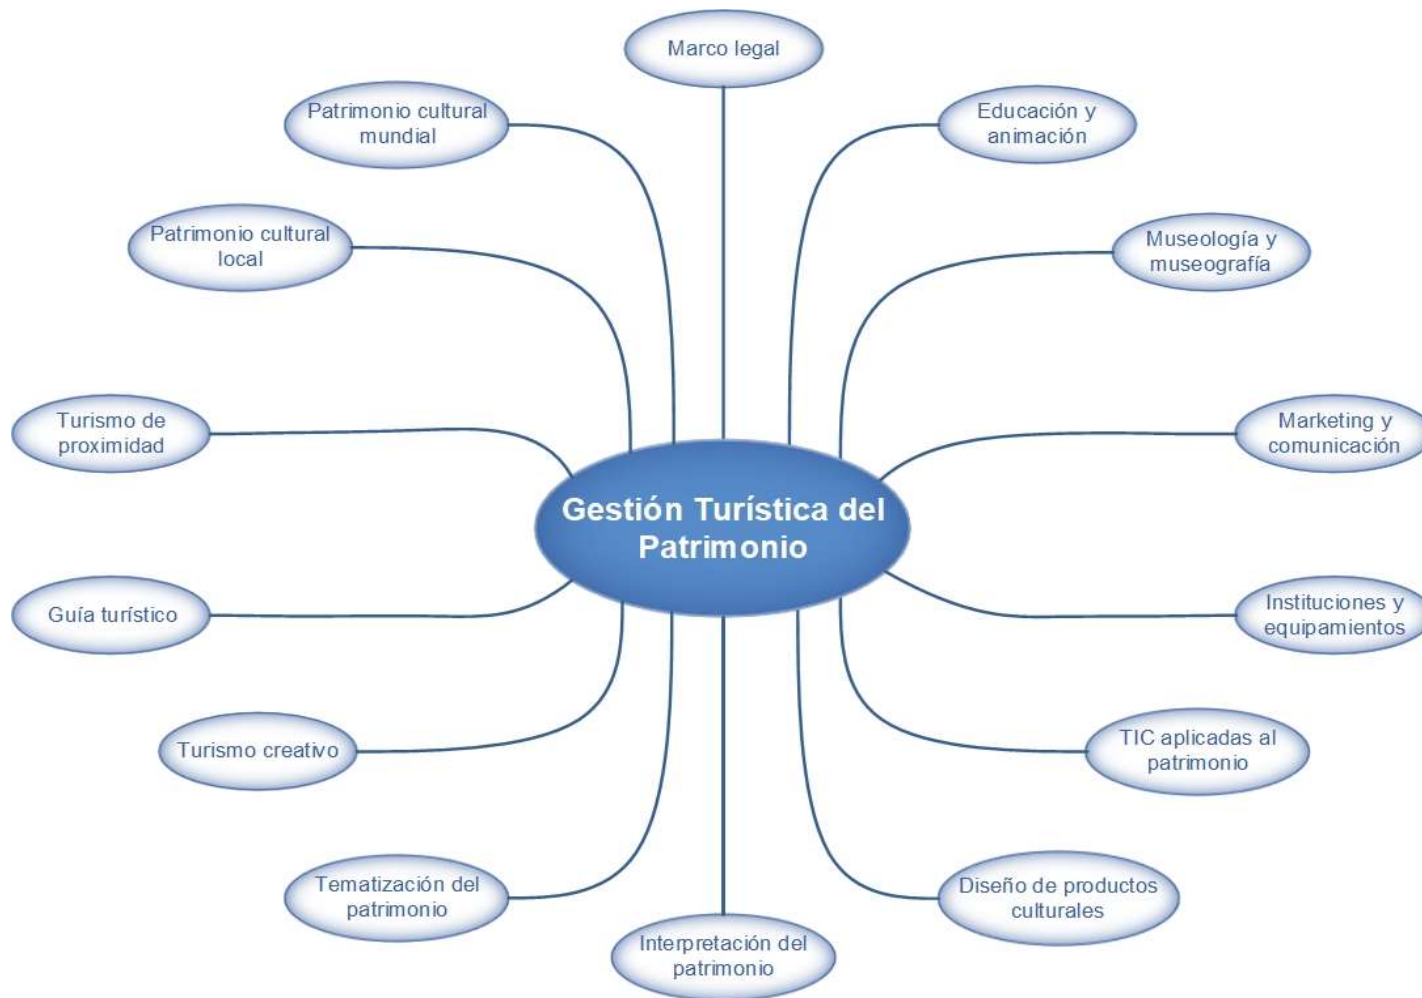 Marco legal
Patrimonio cultural
mundial
Educación y
animación
Patrimonio cultural
local
Museología y
museografía
Turismo de
proximidad
Marketing y
comunicación
Gestión Turística del
Patrimonio
Guía turístico
Instituciones y
equipamientos
Turismo creativo
TIC aplicadas al
patrimonio
Tematización del
patrimonio
Diseño de productos
culturales
Interpretación del
patrimonio